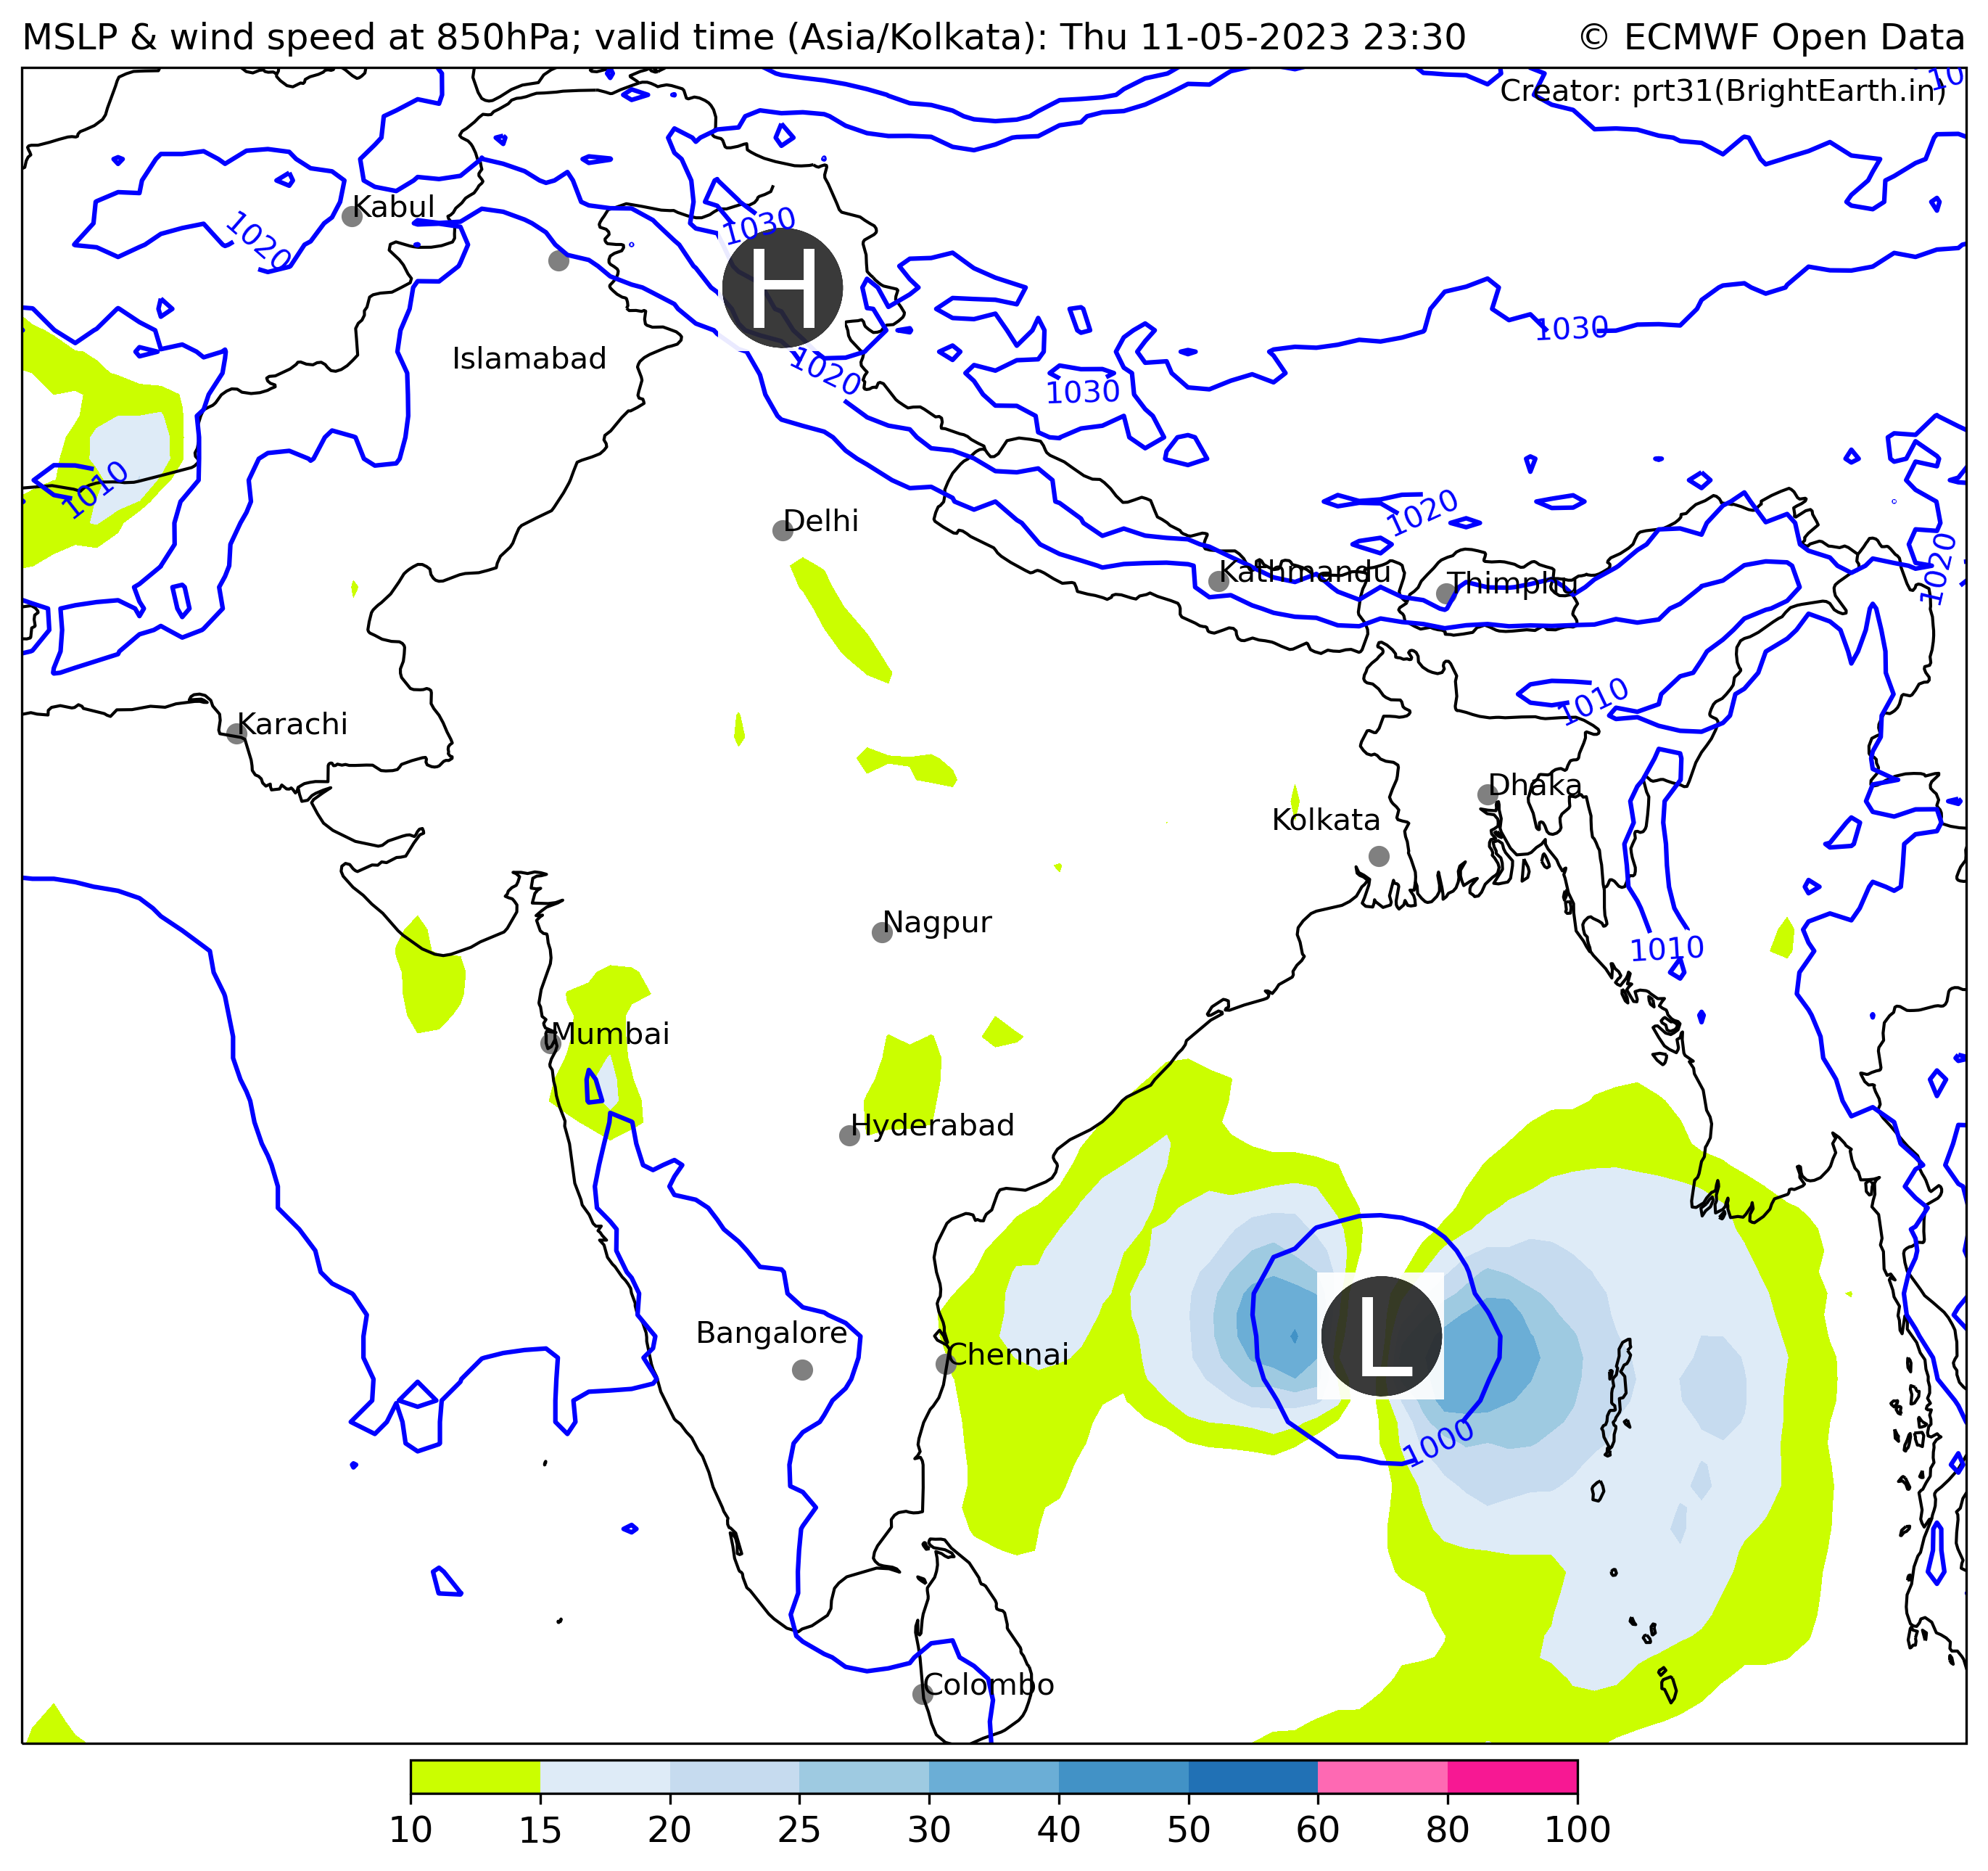 MSLP & wind speed at 850hPa; valid time (Asia/Kolkata): Thu 11-05-2023 23:30
© ECMWF Open Data
10
Creator: prt31(BrightEarth.in)
Kabul
1020
1030
H
Islamabad
1020
1030
1030
1010
Delhi
1020
Kathmandu
Thimphu
1020
1010
Karachi
Dhaka
Kolkata
Nagpur
1010
Mumbai
Hyderabad
Bangalore
Chennai
L
1000
Colombo
10 15 20 25 30 40 50 60 80 100